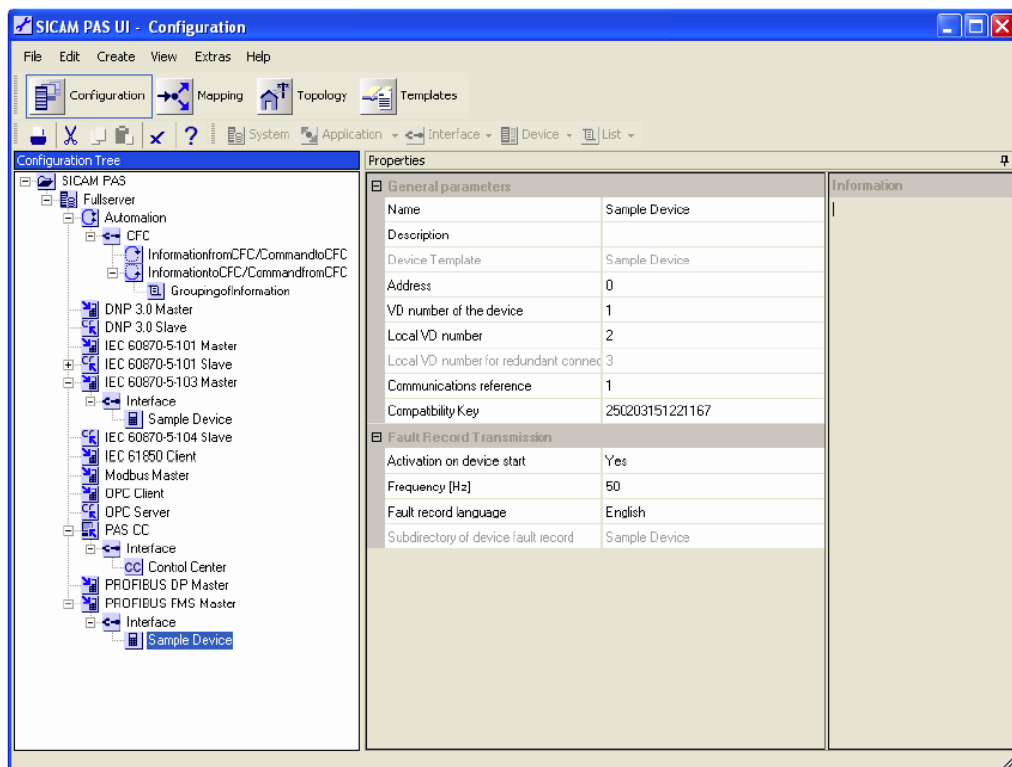 SICAM PAS UI - Configuration
File Edit Create View Extras Help
Configuration Mapping Topology Templates
System Application Interface Device List
Configuration Tree
SICAM PAS
Fullserver
Automation
CFC
InformationfromCFC/CommandtoCFC
InformationtoCFC/CommandfromCFC
GroupingofInformation
DNP 3.0 Master
DNP 3.0 Slave
IEC 60870-5-101 Master
IEC 60870-5-101 Slave
IEC 60870-5-103 Master
Interface
Sample Device
IEC 60870-5-104 Slave
IEC 61850 Client
Modbus Master
OPC Client
OPC Server
PAS CC
Interface
CC Control Center
PROFIBUS DP Master
PROFIBUS FMS Master
Interface
Sample Device
Properties
General parameters
Name Sample Device
Description
Device Template Sample Device
Address 0
VD number of the device 1
Local VD number 2
Local VD number for redundant connec 3
Communications reference 1
Compatibility Key 250203151221167
Fault Record Transmission
Activation on device start Yes
Frequency [Hz] 50
Fault record language English
Subdirectory of device fault record Sample Device
Information